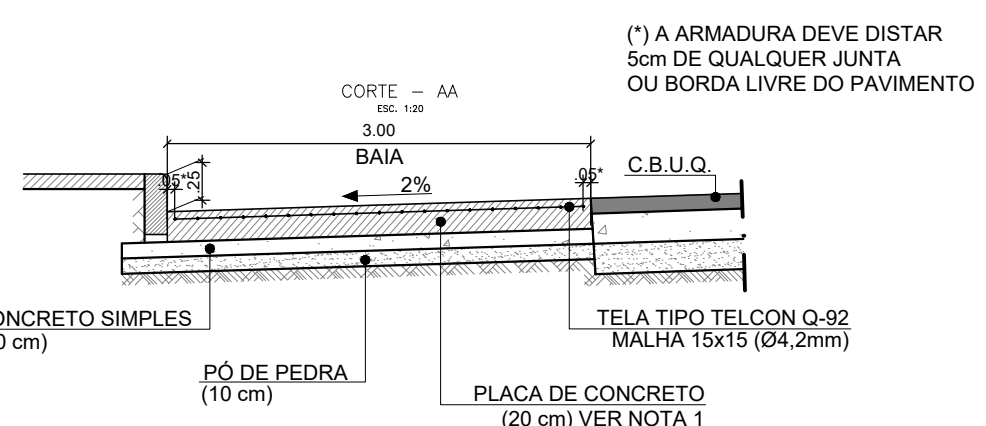 (*) A ARMADURA DEVE DISTAR
5cm DE QUALQUER JUNTA
OU BORDA LIVRE DO PAVIMENTO
CORTE - AA
ESC. 1:20
3.00
BAIA
.05*
.25
2%
.05*
C.B.U.Q.
ONCRETO SIMPLES
0 cm)
TELA TIPO TELCON Q-92
MALHA 15x15 (Ø4,2mm)
PÓ DE PEDRA
(10 cm)
PLACA DE CONCRETO
(20 cm) VER NOTA 1